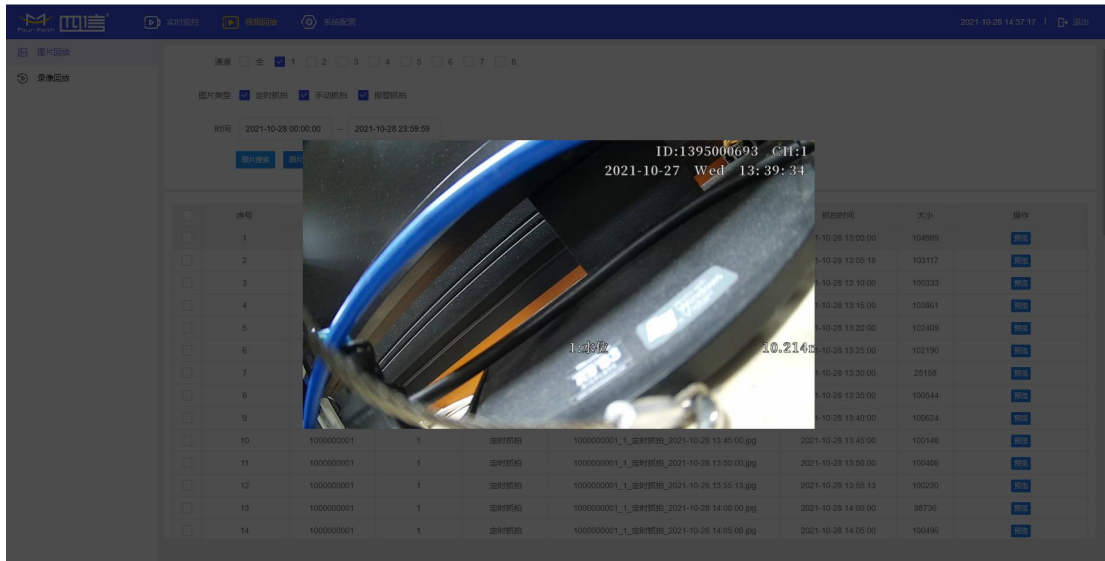 Four-Faith 四信 实时监控 视频回放 系统配置 2021-10-28 14:37:17 退出
图片回放
录像回放
通道 全 1 2 3 4 5 6 7 8
图片类型 定时抓拍 手动抓拍 报警抓拍
时间 2021-10-28 00:00:00 -- 2021-10-28 23:59:59
图片搜索 图片
ID:1395000693 CH:1
2021-10-27 Wed 13:39:34
1:水位 10.214m
序号 抓拍时间 大小 操作
1 1-10-28 13:00:00 104989 预览
2 1-10-28 13:05:18 103117 预览
3 1-10-28 13:10:00 100333 预览
4 1-10-28 13:15:00 103861 预览
5 1-10-28 13:20:00 102409 预览
6 1-10-28 13:25:00 102190 预览
7 1-10-28 13:30:00 25158 预览
8 1-10-28 13:35:00 100544 预览
9 1-10-28 13:40:00 100624 预览
10 1000000001 1 定时抓拍 1000000001_1_定时抓拍_2021-10-28 13:45:00.jpg 2021-10-28 13:45:00 100148 预览
11 1000000001 1 定时抓拍 1000000001_1_定时抓拍_2021-10-28 13:50:00.jpg 2021-10-28 13:50:00 100466 预览
12 1000000001 1 定时抓拍 1000000001_1_定时抓拍_2021-10-28 13:55:13.jpg 2021-10-28 13:55:13 100230 预览
13 1000000001 1 定时抓拍 1000000001_1_定时抓拍_2021-10-28 14:00:00.jpg 2021-10-28 14:00:00 98736 预览
14 1000000001 1 定时抓拍 1000000001_1_定时抓拍_2021-10-28 14:05:00.jpg 2021-10-28 14:05:00 100496 预览